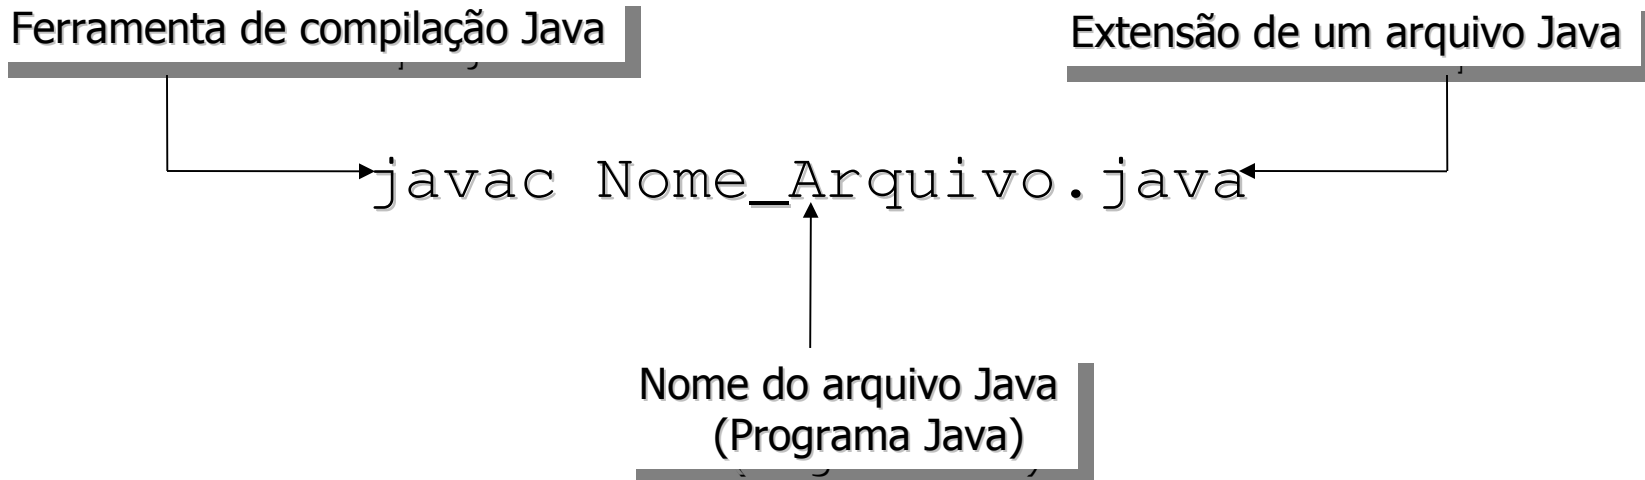 Ferramenta de compilação Java
Extensão de um arquivo Java
javac Nome_Arquivo.java
Nome do arquivo Java
(Programa Java)